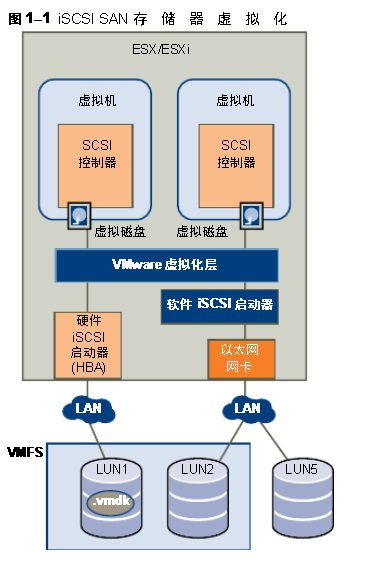 图 1–1 iSCSI SAN 存储器虚拟化
ESX/ESXi
虚拟机
虚拟机
SCSI
控制器
SCSI
控制器
虚拟磁盘
虚拟磁盘
VMware 虚拟化层
软件 iSCSI 启动器
硬件
iSCSI
启动器
(HBA)
以太网
网卡
LAN
LAN
VMFS
LUN1
LUN2
LUN5
.vmdk